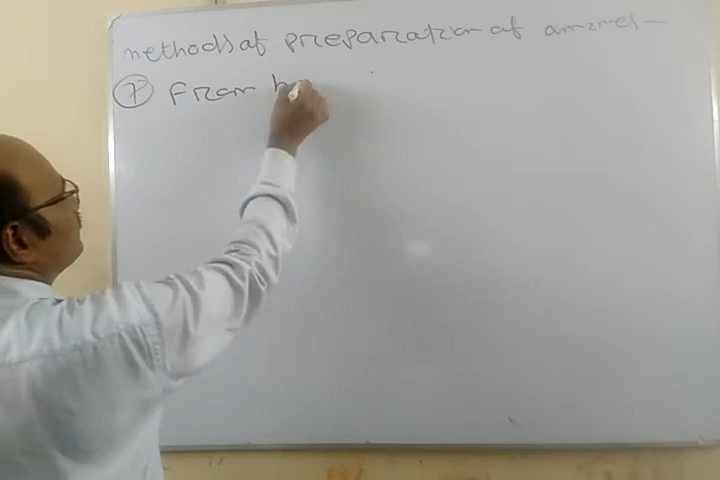 methods of preparation of amines -
① From h